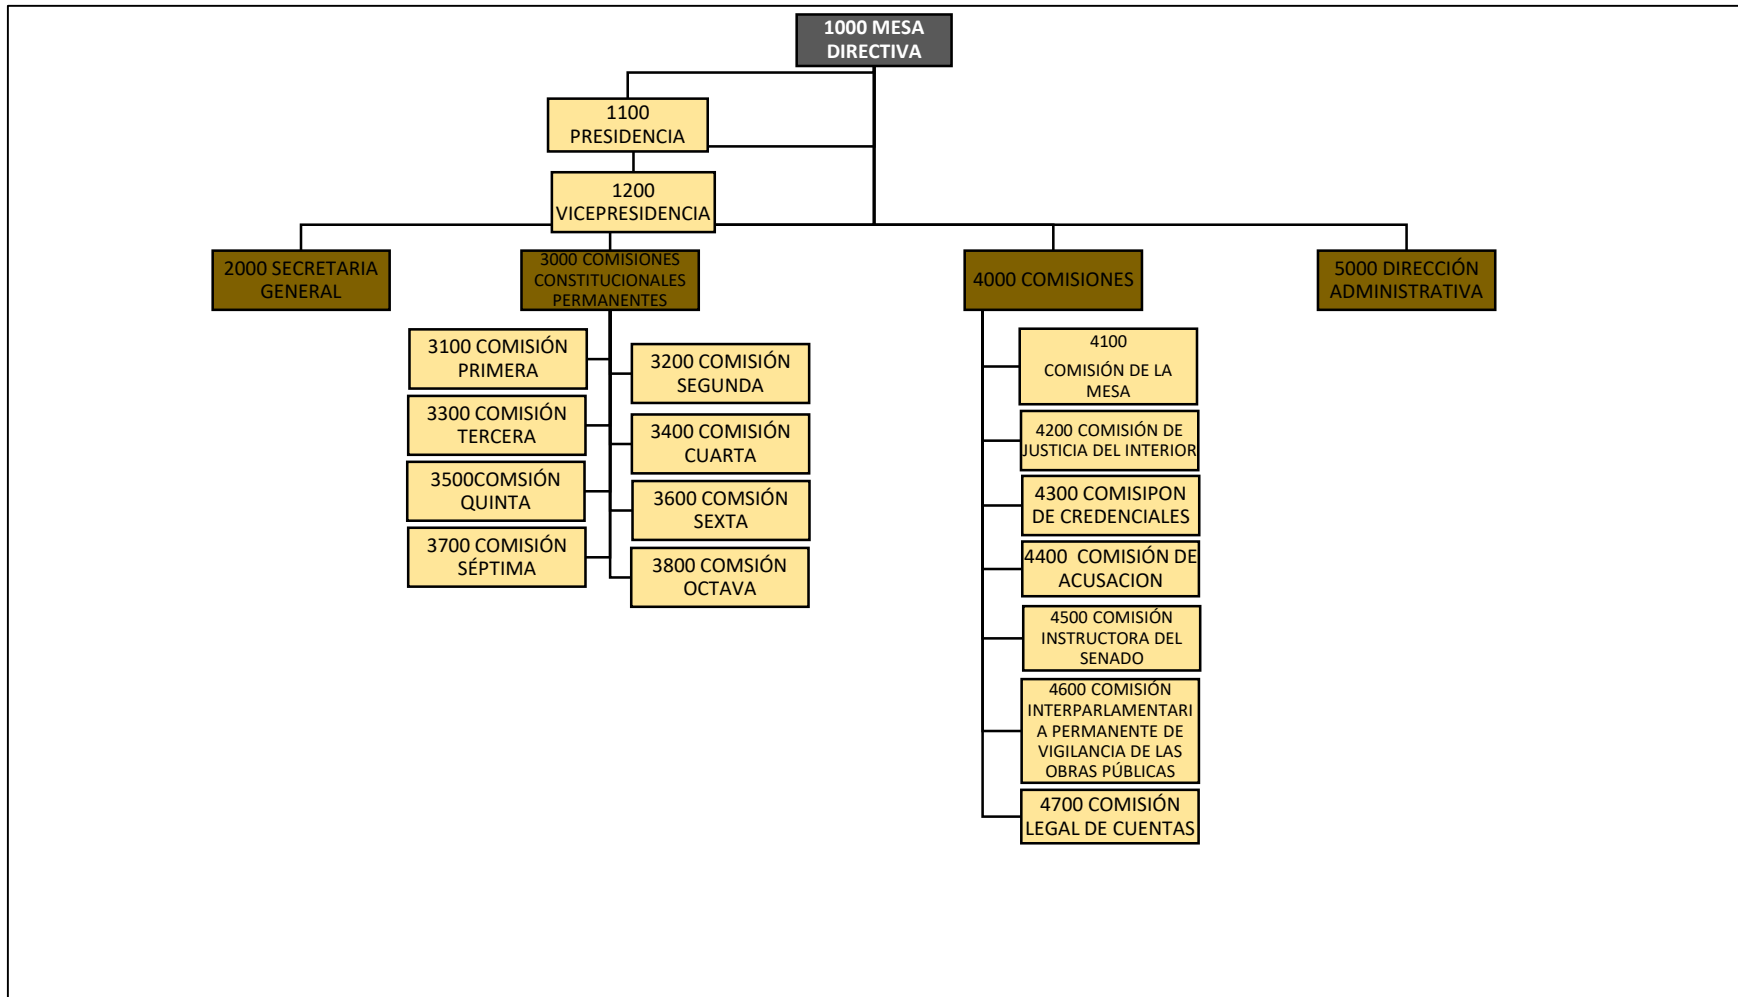 1000 MESA
DIRECTIVA
1100
PRESIDENCIA
1200
VICEPRESIDENCIA
2000 SECRETARIA
GENERAL
3000 COMISIONES
CONSTITUCIONALES
PERMANENTES
4000 COMISIONES
5000 DIRECCIÓN
ADMINISTRATIVA
3100 COMISIÓN
PRIMERA
3200 COMISIÓN
SEGUNDA
3300 COMISIÓN
TERCERA
3400 COMISIÓN
CUARTA
3500COMSIÓN
QUINTA
3600 COMSIÓN
SEXTA
3700 COMISIÓN
SÉPTIMA
3800 COMSIÓN
OCTAVA
4100
COMISIÓN DE LA
MESA
4200 COMISIÓN DE
JUSTICIA DEL INTERIOR
4300 COMISIPON
DE CREDENCIALES
4400  COMISIÓN DE
ACUSACION
4500 COMISIÓN
INSTRUCTORA DEL
SENADO
4600 COMISIÓN
INTERPARLAMENTARI
A PERMANENTE DE
VIGILANCIA DE LAS
OBRAS PÚBLICAS
4700 COMISIÓN
LEGAL DE CUENTAS